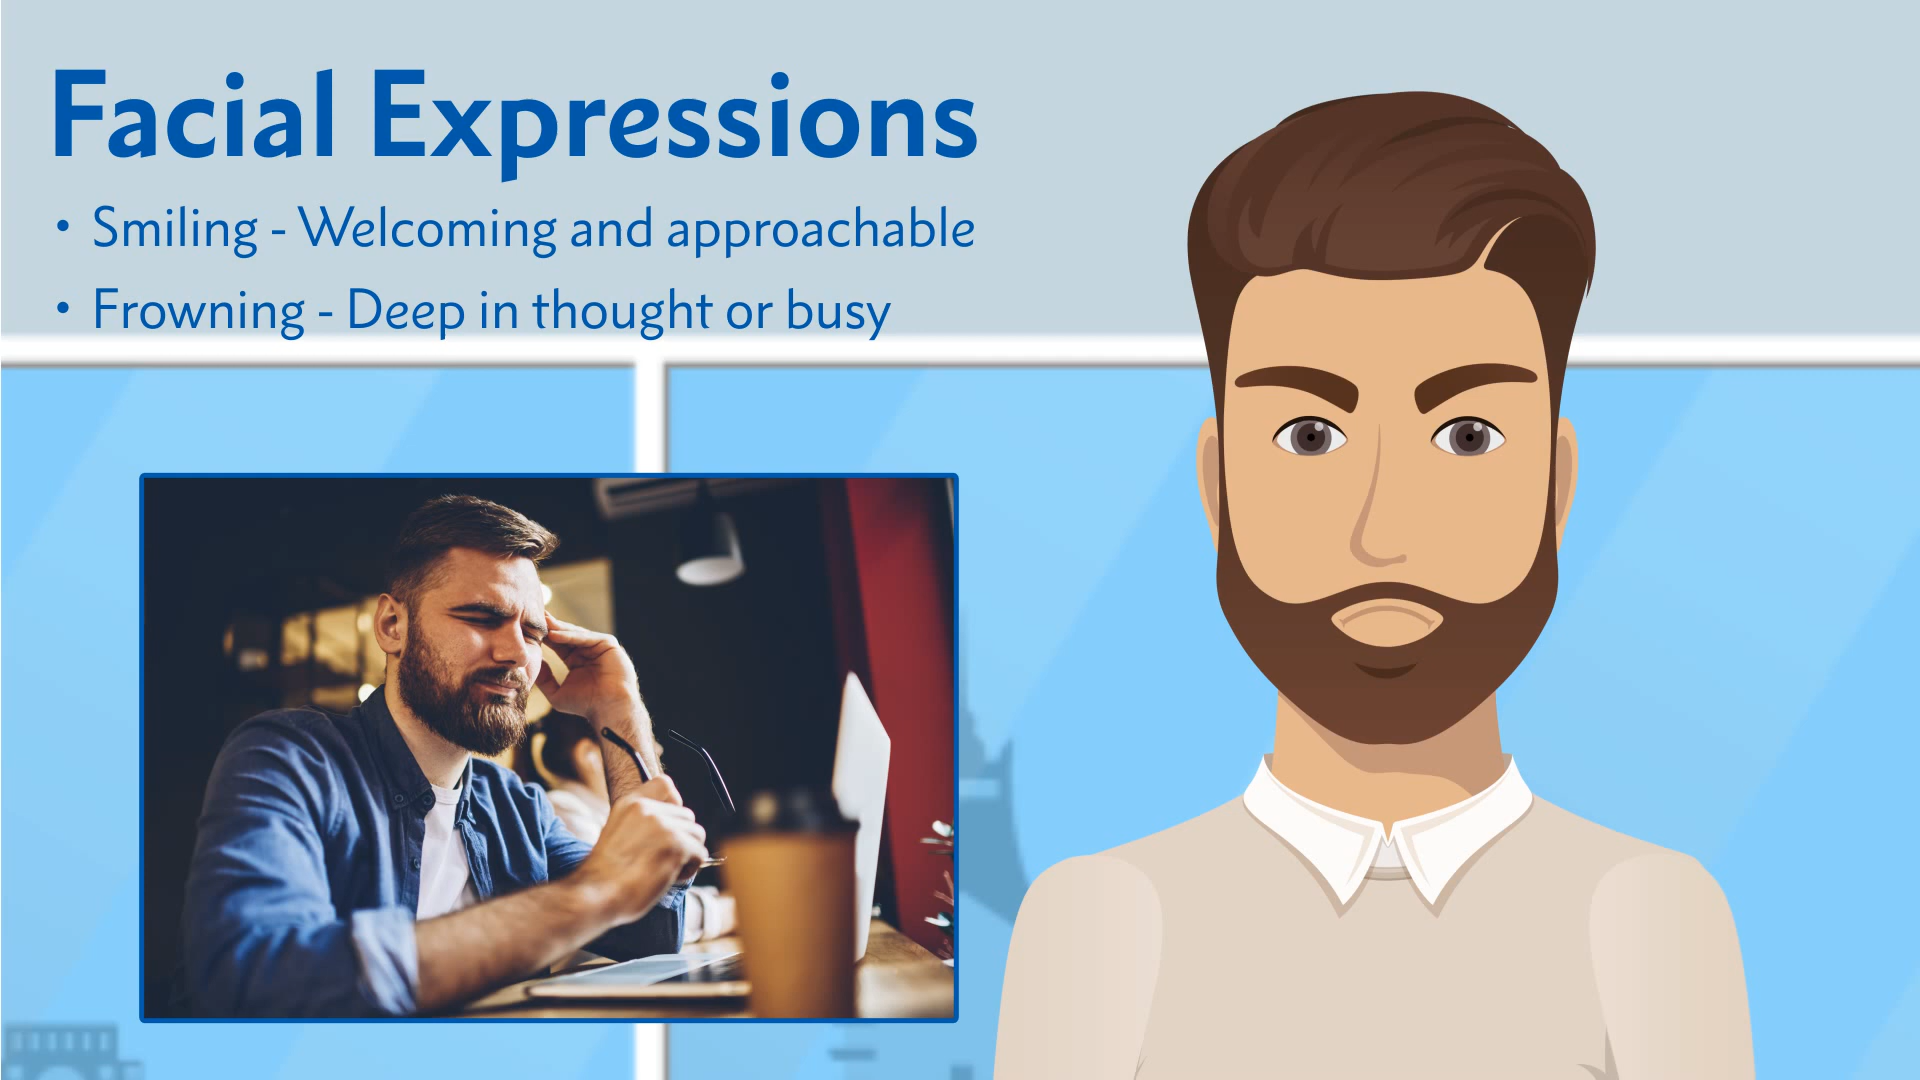 Facial Expressions
• Smiling - Welcoming and approachable
• Frowning - Deep in thought or busy